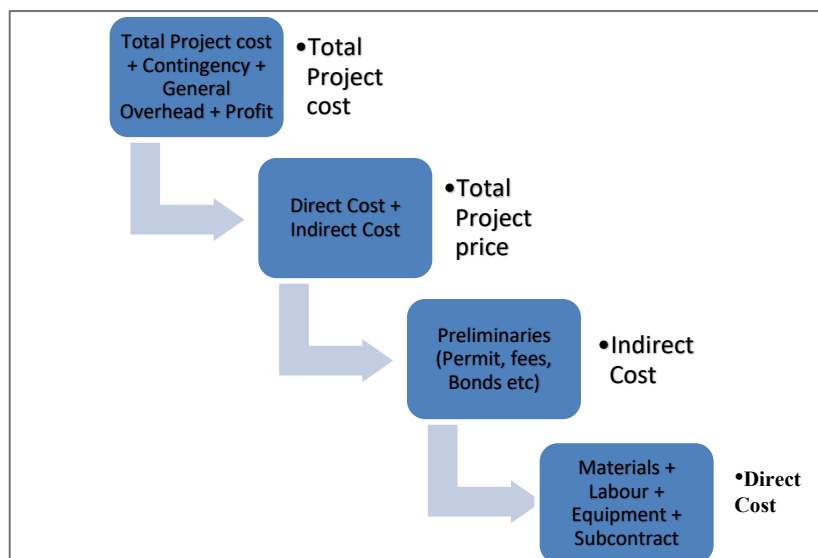 Total Project cost
+ Contingency +
General
Overhead + Profit
•Total
Project
cost
Direct Cost +
Indirect Cost
•Total
Project
price
Preliminaries
(Permit, fees,
Bonds etc)
•Indirect
Cost
Materials +
Labour +
Equipment +
Subcontract
•Direct
Cost